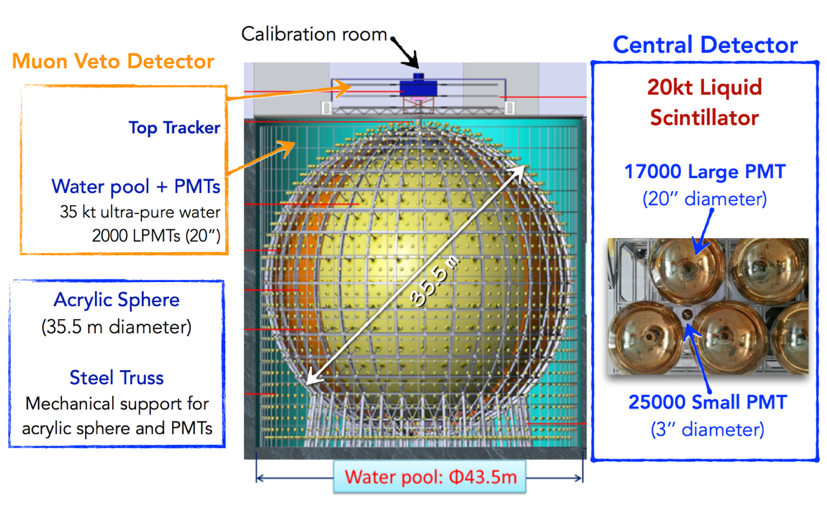 Calibration room
Muon Veto Detector
Top Tracker
Water pool + PMTs
35 kt ultra-pure water
2000 LPMTs (20”)
Acrylic Sphere
(35.5 m diameter)
Steel Truss
Mechanical support for
acrylic sphere and PMTs
35.5 m
Water pool: Φ43.5m
Central Detector
20kt Liquid
Scintillator
17000 Large PMT
(20” diameter)
25000 Small PMT
(3” diameter)